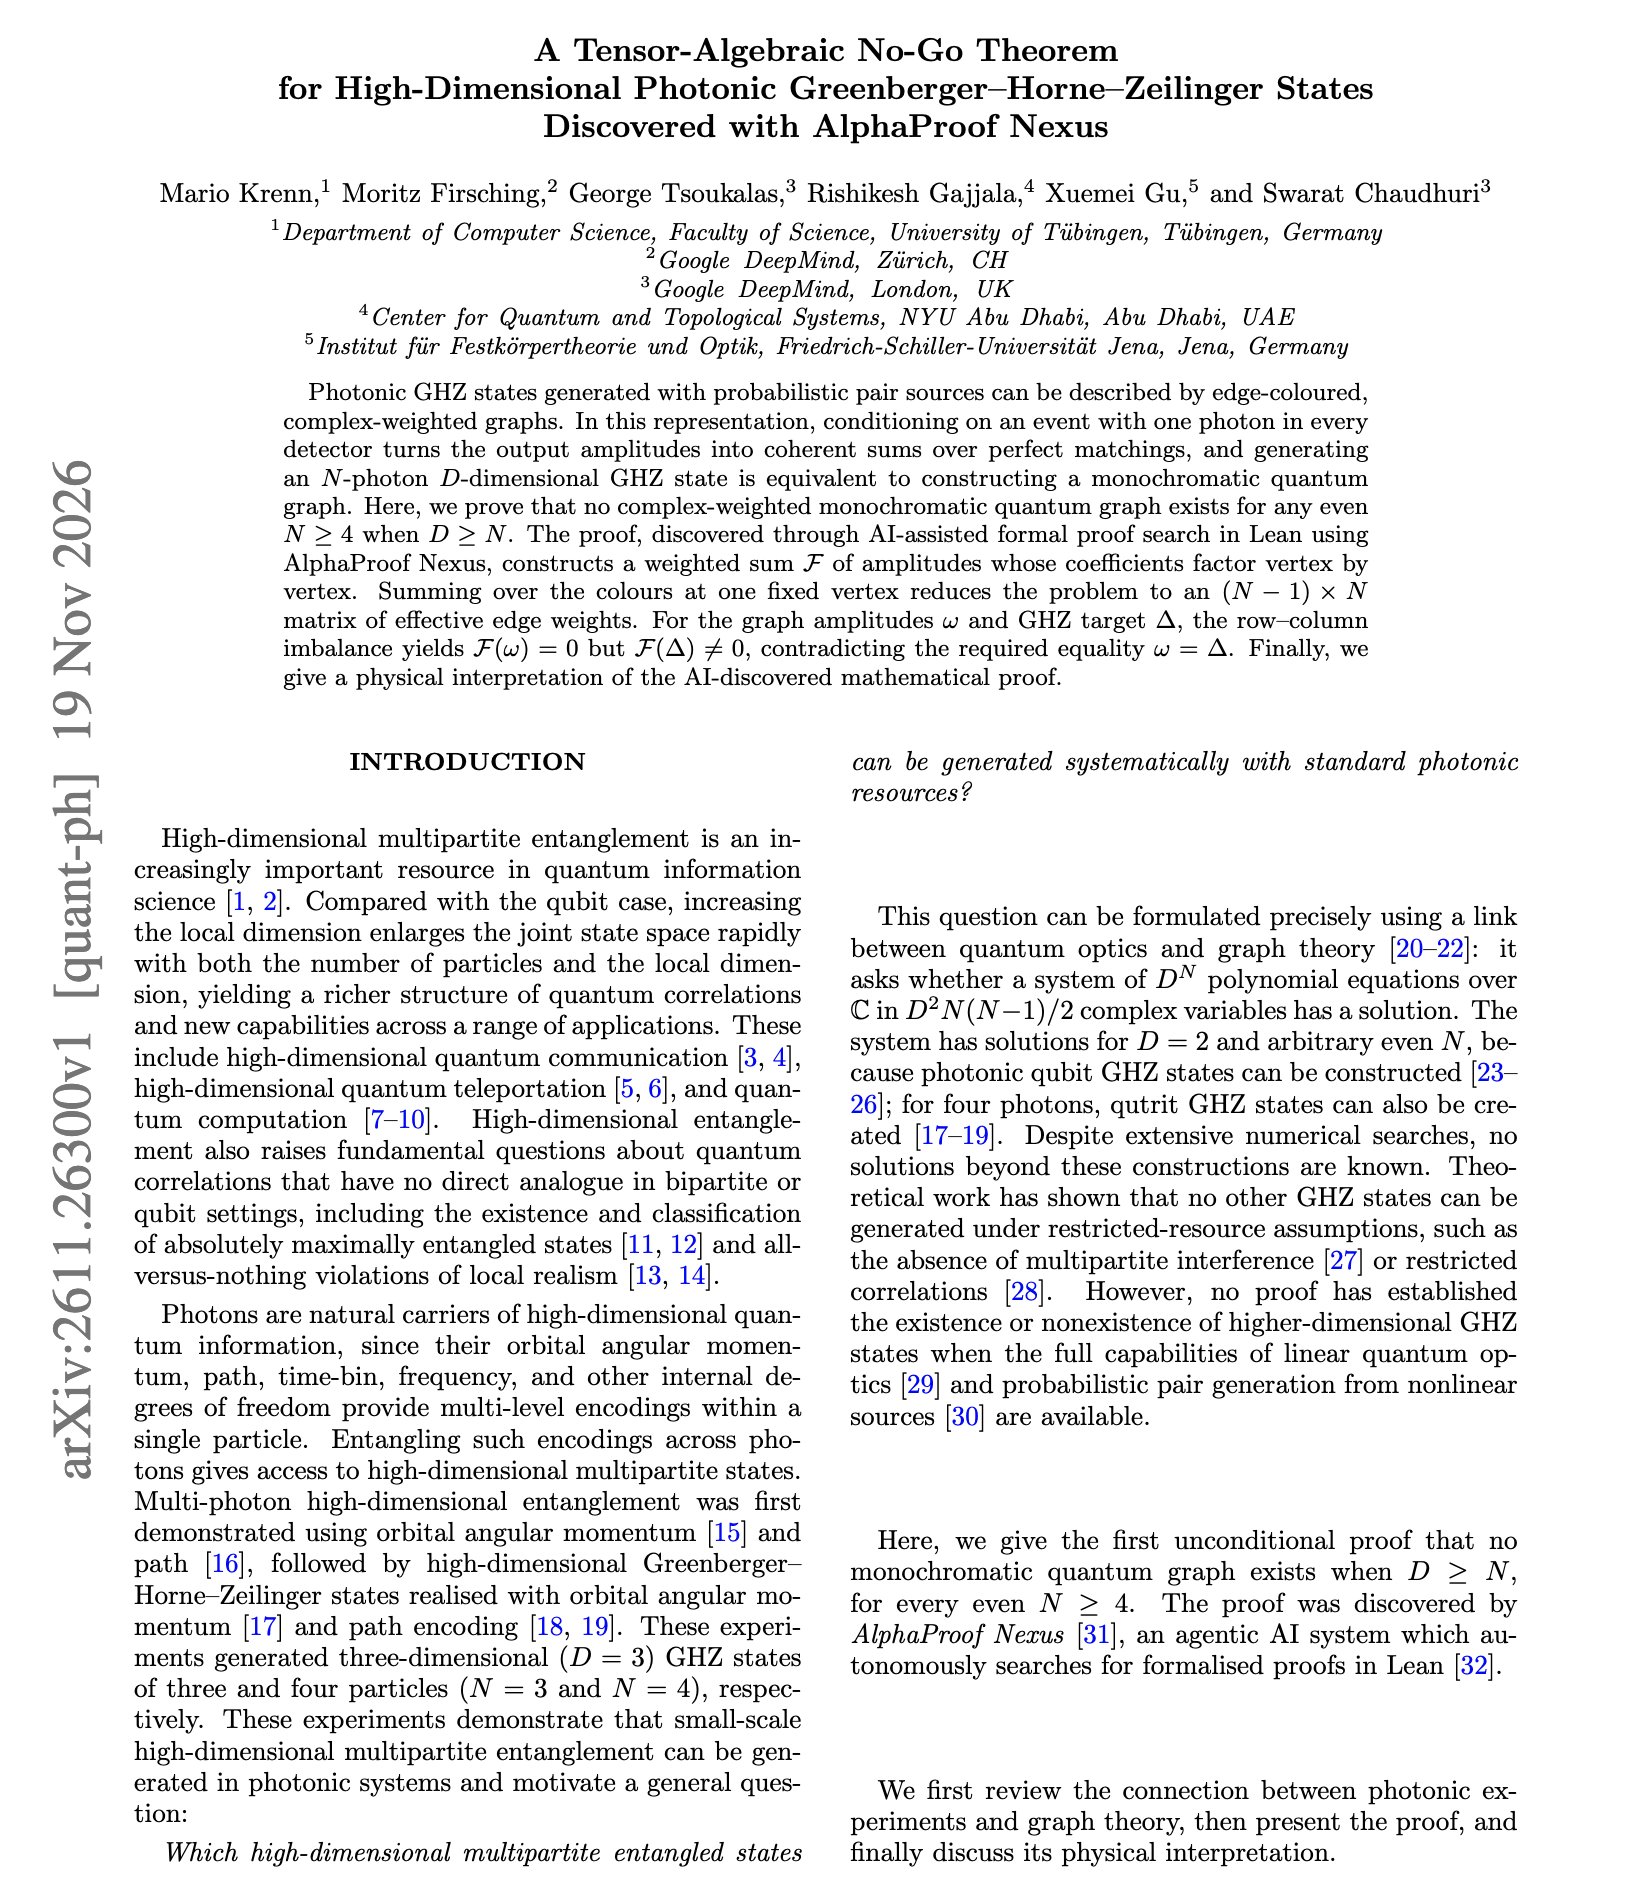 A Tensor-Algebraic No-Go Theorem
for High-Dimensional Photonic Greenberger–Horne–Zeilinger States
Discovered with AlphaProof Nexus
Mario Krenn,1 Moritz Firsching,2 George Tsoukalas,3 Rishikesh Gajjala,4 Xuemei Gu,5 and Swarat Chaudhuri3
1Department of Computer Science, Faculty of Science, University of Tübingen, Tübingen, Germany
2Google DeepMind, Zürich, CH
3Google DeepMind, London, UK
4Center for Quantum and Topological Systems, NYU Abu Dhabi, Abu Dhabi, UAE
5Institut für Festkörpertheorie und Optik, Friedrich-Schiller-Universität Jena, Jena, Germany
Photonic GHZ states generated with probabilistic pair sources can be described by edge-coloured,
complex-weighted graphs. In this representation, conditioning on an event with one photon in every
detector turns the output amplitudes into coherent sums over perfect matchings, and generating
an N-photon D-dimensional GHZ state is equivalent to constructing a monochromatic quantum
graph. Here, we prove that no complex-weighted monochromatic quantum graph exists for any even
N ≥ 4 when D ≥ N. The proof, discovered through AI-assisted formal proof search in Lean using
AlphaProof Nexus, constructs a weighted sum F of amplitudes whose coefficients factor vertex by
vertex. Summing over the colours at one fixed vertex reduces the problem to an (N − 1) × N
matrix of effective edge weights. For the graph amplitudes ω and GHZ target Δ, the row–column
imbalance yields F(ω) = 0 but F(Δ) ≠ 0, contradicting the required equality ω = Δ. Finally, we
give a physical interpretation of the AI-discovered mathematical proof.
arXiv:2611.26300v1 [quant-ph] 19 Nov 2026
INTRODUCTION
High-dimensional multipartite entanglement is an in-
creasingly important resource in quantum information
science [1, 2]. Compared with the qubit case, increasing
the local dimension enlarges the joint state space rapidly
with both the number of particles and the local dimen-
sion, yielding a richer structure of quantum correlations
and new capabilities across a range of applications. These
include high-dimensional quantum communication [3, 4],
high-dimensional quantum teleportation [5, 6], and quan-
tum computation [7–10]. High-dimensional entangle-
ment also raises fundamental questions about quantum
correlations that have no direct analogue in bipartite or
qubit settings, including the existence and classification
of absolutely maximally entangled states [11, 12] and all-
versus-nothing violations of local realism [13, 14].
Photons are natural carriers of high-dimensional quan-
tum information, since their orbital angular momen-
tum, path, time-bin, frequency, and other internal de-
grees of freedom provide multi-level encodings within a
single particle. Entangling such encodings across pho-
tons gives access to high-dimensional multipartite states.
Multi-photon high-dimensional entanglement was first
demonstrated using orbital angular momentum [15] and
path [16], followed by high-dimensional Greenberger–
Horne–Zeilinger states realised with orbital angular mo-
mentum [17] and path encoding [18, 19]. These experi-
ments generated three-dimensional (D = 3) GHZ states
of three and four particles (N = 3 and N = 4), respec-
tively. These experiments demonstrate that small-scale
high-dimensional multipartite entanglement can be gen-
erated in photonic systems and motivate a general ques-
tion:
Which high-dimensional multipartite entangled states
can be generated systematically with standard photonic
resources?
This question can be formulated precisely using a link
between quantum optics and graph theory [20–22]: it
asks whether a system of D^N polynomial equations over
ℂ in D²N(N−1)/2 complex variables has a solution. The
system has solutions for D = 2 and arbitrary even N, be-
cause photonic qubit GHZ states can be constructed [23–
26]; for four photons, qutrit GHZ states can also be cre-
ated [17–19]. Despite extensive numerical searches, no
solutions beyond these constructions are known. Theo-
retical work has shown that no other GHZ states can be
generated under restricted-resource assumptions, such as
the absence of multipartite interference [27] or restricted
correlations [28]. However, no proof has established
the existence or nonexistence of higher-dimensional GHZ
states when the full capabilities of linear quantum op-
tics [29] and probabilistic pair generation from nonlinear
sources [30] are available.
Here, we give the first unconditional proof that no
monochromatic quantum graph exists when D ≥ N,
for every even N ≥ 4. The proof was discovered by
AlphaProof Nexus [31], an agentic AI system which au-
tonomously searches for formalised proofs in Lean [32].
We first review the connection between photonic ex-
periments and graph theory, then present the proof, and
finally discuss its physical interpretation.